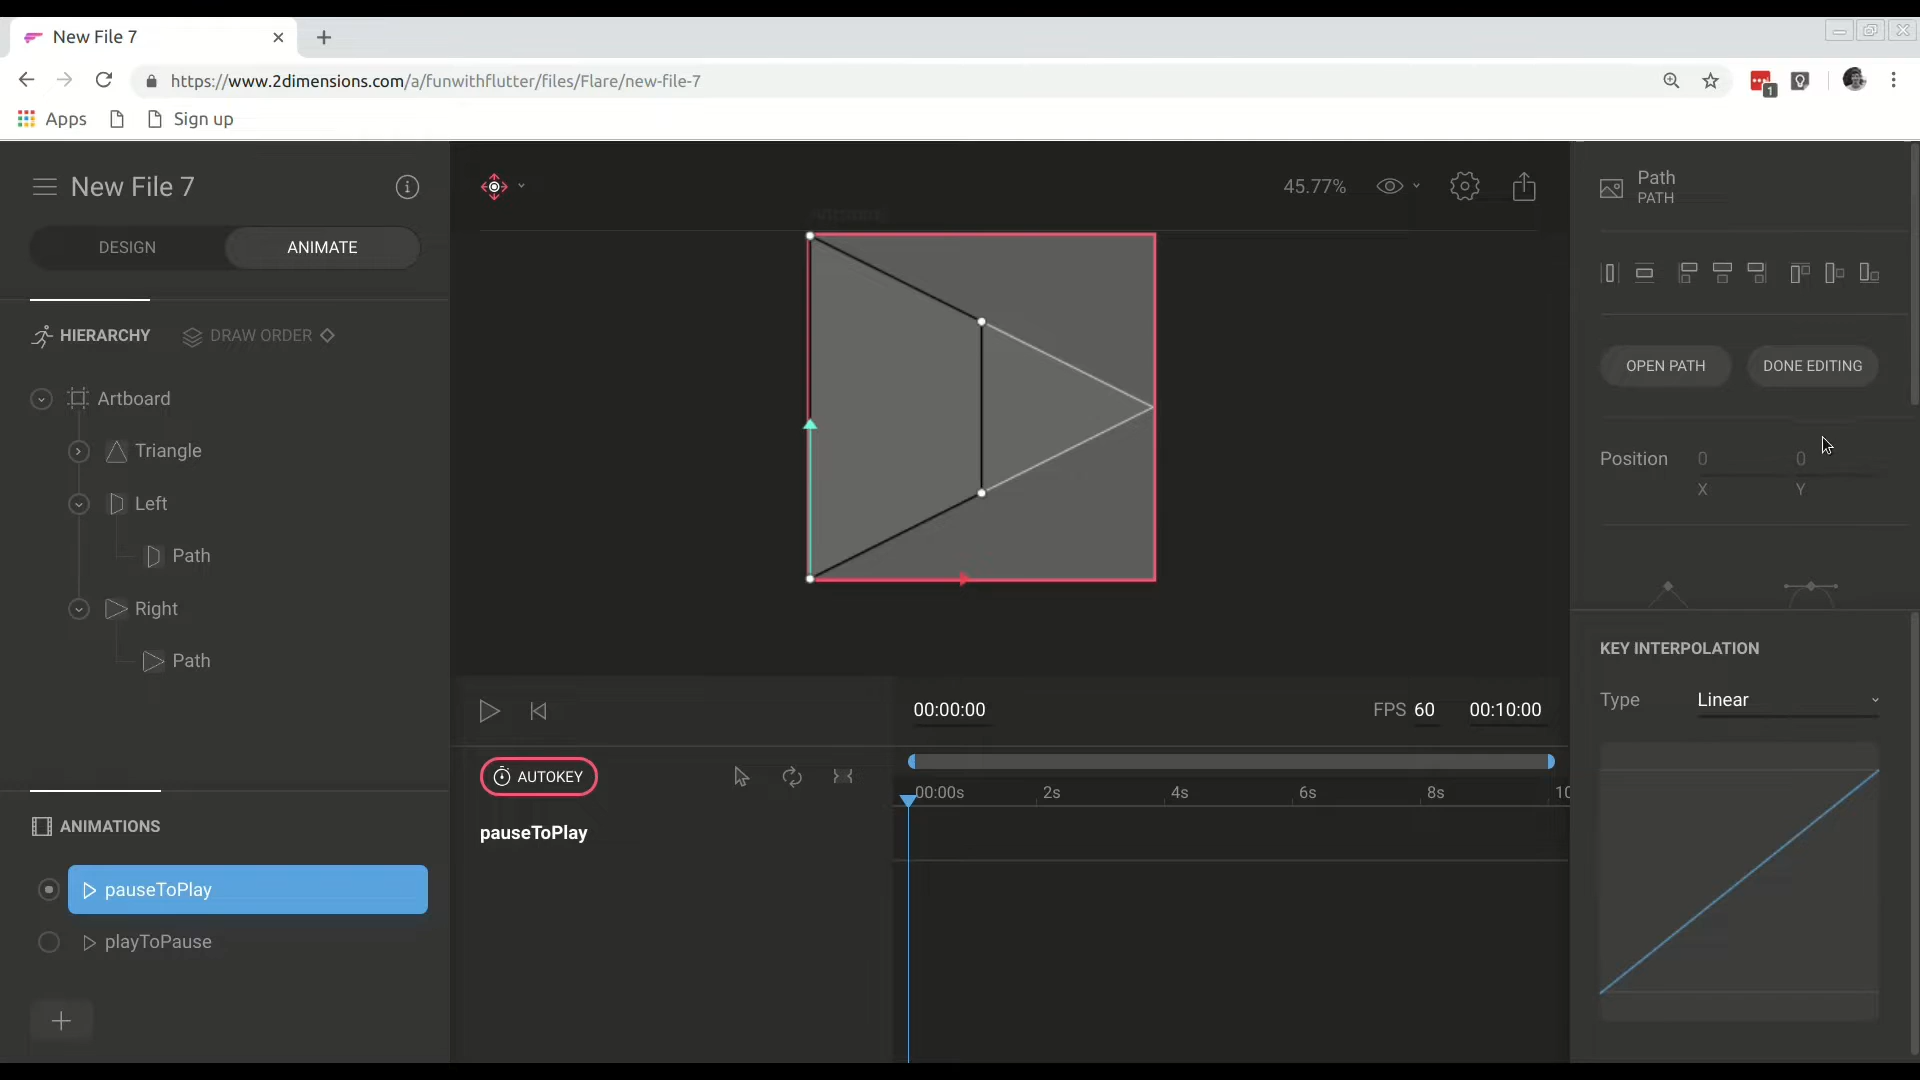 New File 7
https://www.2dimensions.com/a/funwithflutter/files/Flare/new-file-7
1
Apps
Sign up
New File 7
DESIGN
ANIMATE
HIERARCHY
DRAW ORDER
Artboard
Triangle
Left
Path
Right
Path
ANIMATIONS
pauseToPlay
playToPause
45.77%
Artboard
00:00:00
FPS 60
00:10:00
AUTOKEY
00:00s 2s 4s 6s 8s 10
pauseToPlay
Path
PATH
OPEN PATH
DONE EDITING
Position 0 0
X Y
KEY INTERPOLATION
Type Linear